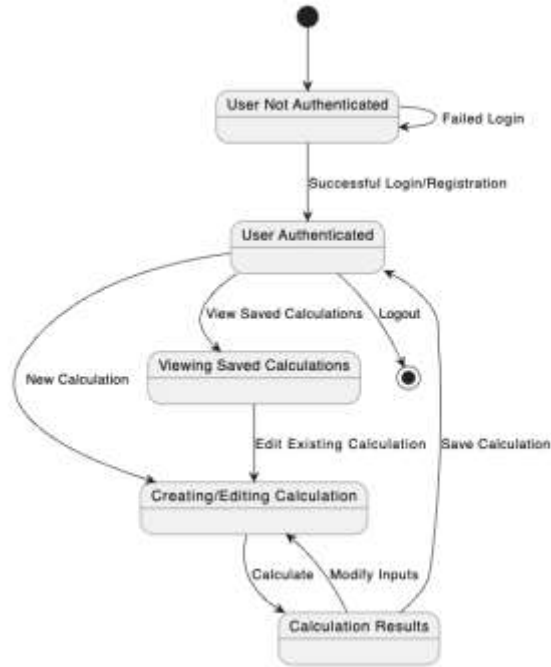 User Not Authenticated
Failed Login
Successful Login/Registration
User Authenticated
View Saved Calculations
Logout
Viewing Saved Calculations
New Calculation
Edit Existing Calculation
Save Calculation
Creating/Editing Calculation
Calculate
Modify Inputs
Calculation Results